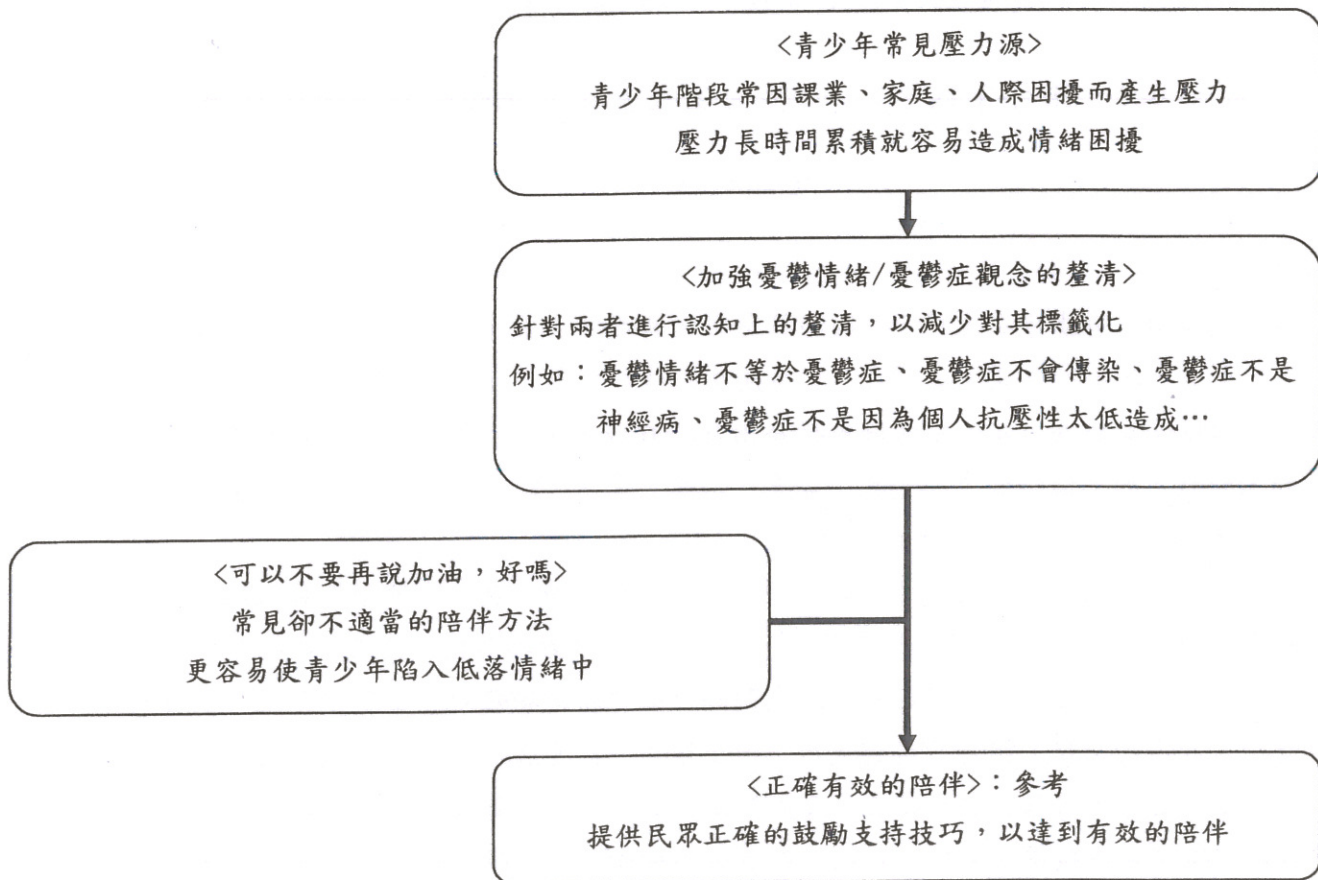 <青少年常見壓力源>
青少年階段常因課業、家庭、人際困擾而產生壓力
壓力長時間累積就容易造成情緒困擾
<加強憂鬱情緒/憂鬱症觀念的釐清>
針對兩者進行認知上的釐清，以減少對其標籤化
例如：憂鬱情緒不等於憂鬱症、憂鬱症不會傳染、憂鬱症不是
神經病、憂鬱症不是因為個人抗壓性太低造成…
<可以不要再說加油，好嗎>
常見卻不適當的陪伴方法
更容易使青少年陷入低落情緒中
<正確有效的陪伴>：參考
提供民眾正確的鼓勵支持技巧，以達到有效的陪伴